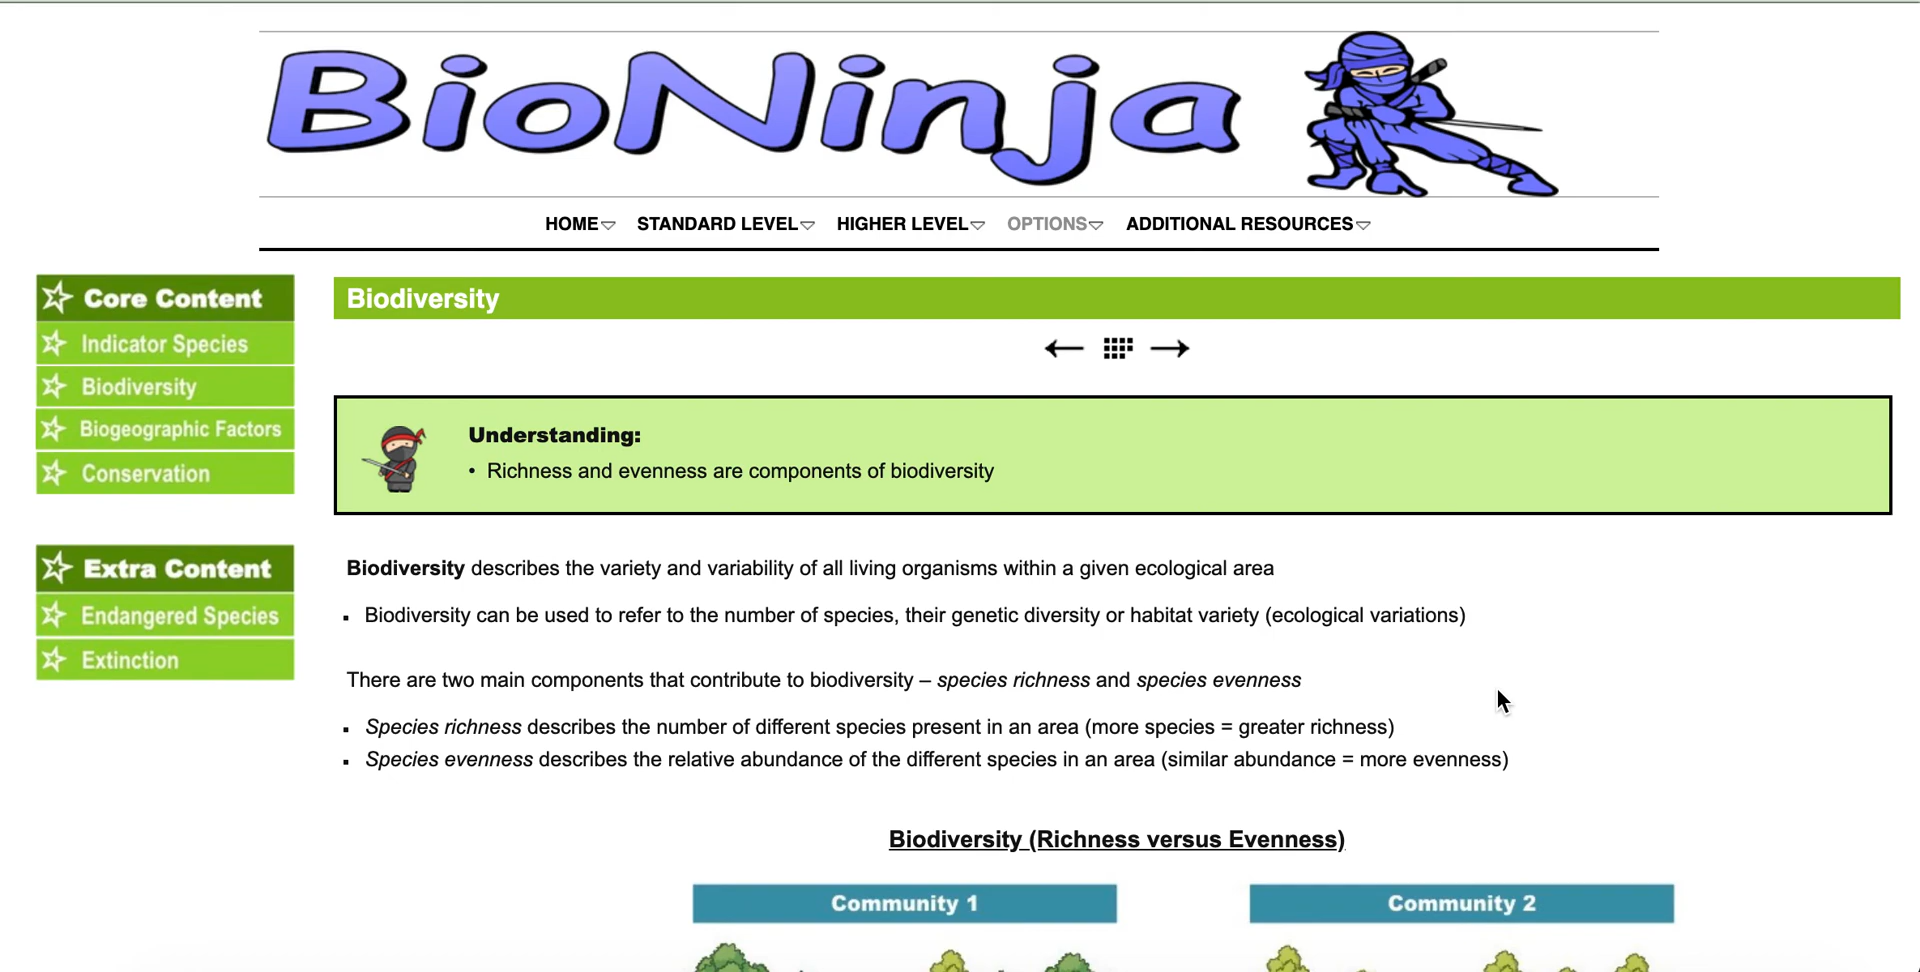 BioNinja
HOME STANDARD LEVEL HIGHER LEVEL OPTIONS ADDITIONAL RESOURCES
Core Content
Indicator Species
Biodiversity
Biogeographic Factors
Conservation
Extra Content
Endangered Species
Extinction
Biodiversity
Understanding:
• Richness and evenness are components of biodiversity
Biodiversity describes the variety and variability of all living organisms within a given ecological area
▪ Biodiversity can be used to refer to the number of species, their genetic diversity or habitat variety (ecological variations)
There are two main components that contribute to biodiversity – species richness and species evenness
▪ Species richness describes the number of different species present in an area (more species = greater richness)
▪ Species evenness describes the relative abundance of the different species in an area (similar abundance = more evenness)
Biodiversity (Richness versus Evenness)
Community 1
Community 2